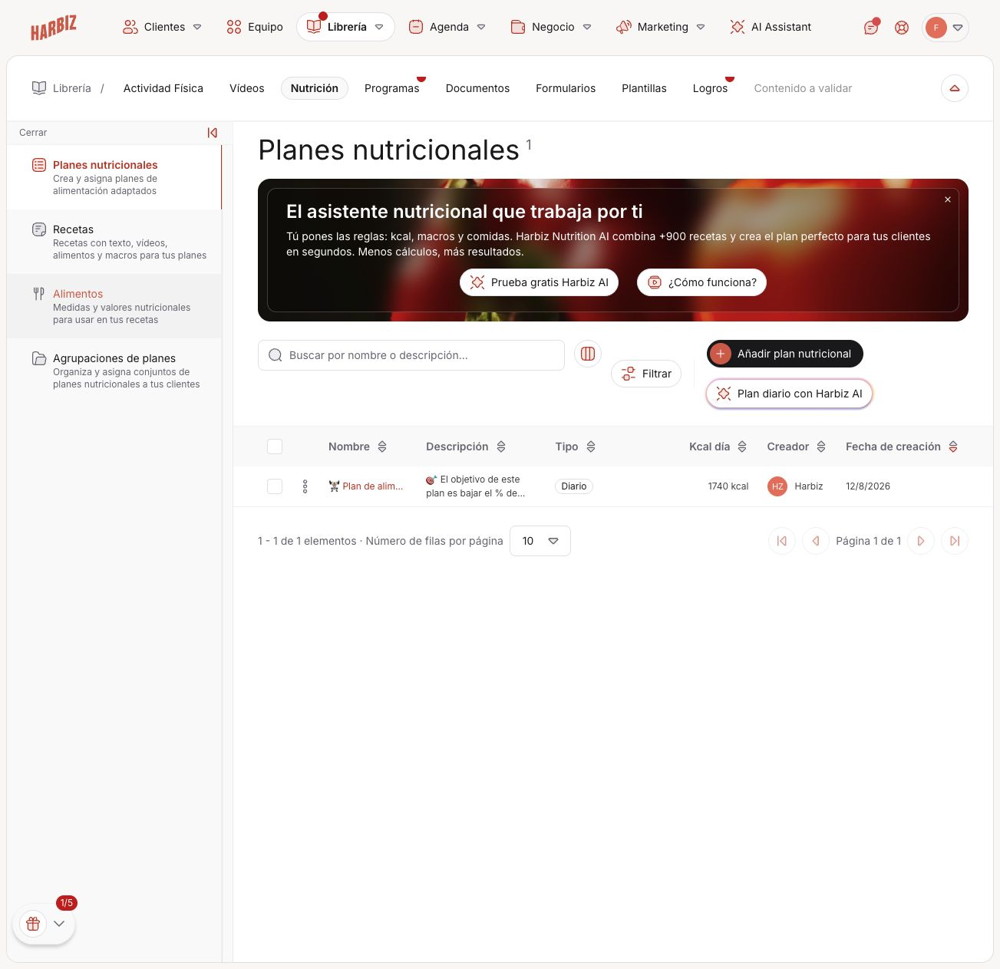 HARBIZ
Clientes
Equipo
Librería
Agenda
Negocio
Marketing
AI Assistant
F
Librería /
Actividad Física
Vídeos
Nutrición
Programas
Documentos
Formularios
Plantillas
Logros
Contenido a validar
Cerrar
Planes nutricionales
Crea y asigna planes de
alimentación adaptados
Recetas
Recetas con texto, vídeos,
alimentos y macros para tus planes
Alimentos
Medidas y valores nutricionales
para usar en tus recetas
Agrupaciones de planes
Organiza y asigna conjuntos de
planes nutricionales a tus clientes
1/5
Planes nutricionales 1
El asistente nutricional que trabaja por ti
Tú pones las reglas: kcal, macros y comidas. Harbiz Nutrition AI combina +900 recetas y crea el plan perfecto para tus clientes
en segundos. Menos cálculos, más resultados.
Prueba gratis Harbiz AI
¿Cómo funciona?
Buscar por nombre o descripción...
Filtrar
Añadir plan nutricional
Plan diario con Harbiz AI
Nombre
Descripción
Tipo
Kcal día
Creador
Fecha de creación
🏋️ Plan de alim...
🎯 El objetivo de este
plan es bajar el % de...
Diario
1740 kcal
HZ Harbiz
12/8/2026
1 - 1 de 1 elementos · Número de filas por página
10
Página 1 de 1